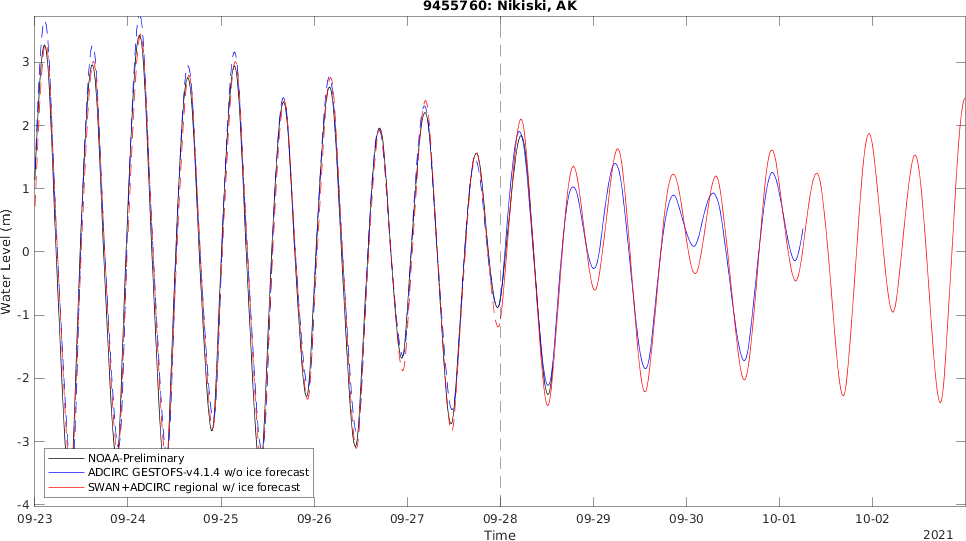 9455760: Nikiski, AK
Water Level (m)
3
2
1
0
-1
-2
-3
-4
NOAA-Preliminary
ADCIRC GESTOFS-v4.1.4 w/o ice forecast
SWAN+ADCIRC regional w/ ice forecast
09-23 09-24 09-25 09-26 09-27 09-28 09-29 09-30 10-01 10-02
Time
2021